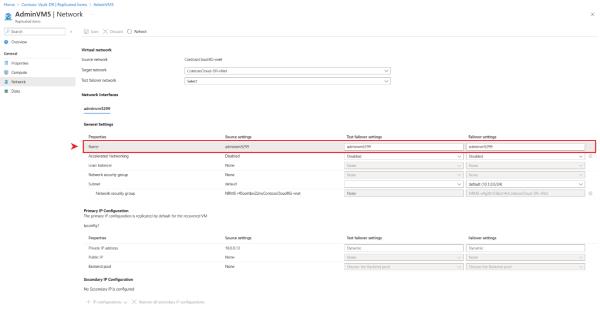 Home > Contoso-Vault-DR | Replicated items > AdminVM5
AdminVM5 | Network ...
Replicated items
Search
Save Discard Refresh
Overview
General
Properties
Compute
Network
Disks
Virtual network
Source network ContosoCloudRG-vnet
Target network ContosoCloud-DR-vNet
Test failover network Select
Network Interfaces
adminvm5299
General Settings
Properties Source settings Test failover settings Failover settings
Name adminvm5299 adminvm5299 adminvm5299
Accelerated Networking Disabled Disabled Disabled
Load balancer None None None
Network security group None None None
Subnet default default (10.1.0.0/24)
Network security group None
Primary IP Configuration
The primary IP configuration is replicated by default for the recovered VM
Ipconfig1
Properties Source settings Test failover settings Failover settings
Private IP address 10.0.0.13 Dynamic Dynamic
Public IP None None None
Backend pool None Choose the Backend pool Choose the Backend pool
Secondary IP Configuration
No Secondary IP is configured
+ IP configurations Remove all secondary IP configurations